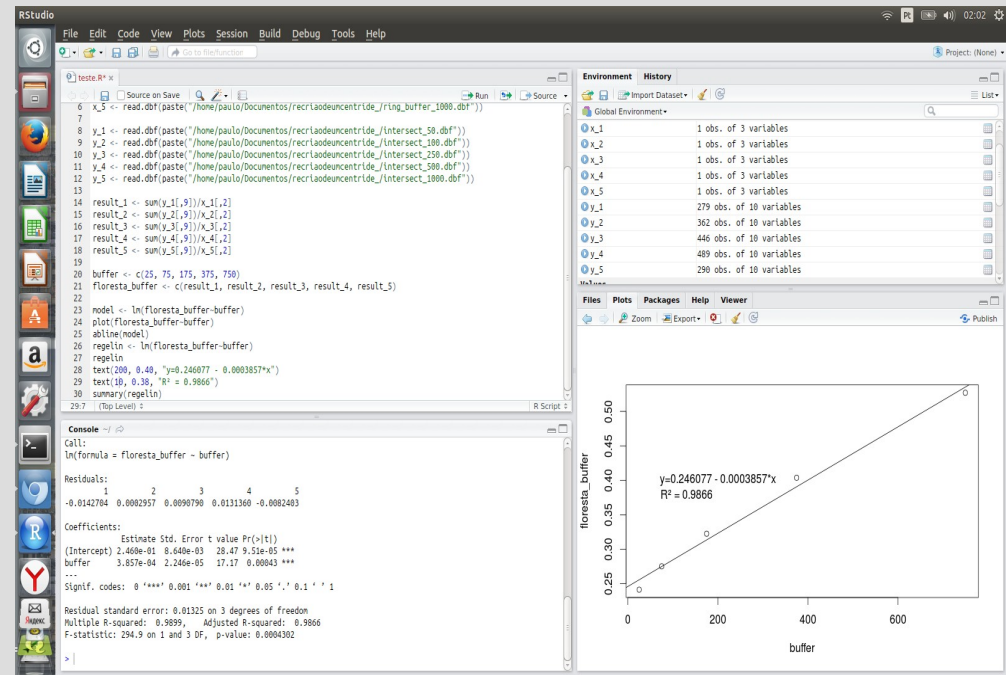 RStudio
Pt
02:02
File Edit Code View Plots Session Build Debug Tools Help
Go to file/function
Project: (None)
teste.R*
Source on Save
Run
Source
6 x_5 <- read.dbf(paste("/home/paulo/Documentos/recriaodeumcentride_/ring_buffer_1000.dbf"))
7
8 y_1 <- read.dbf(paste("/home/paulo/Documentos/recriaodeumcentride_/intersect_50.dbf"))
9 y_2 <- read.dbf(paste("/home/paulo/Documentos/recriaodeumcentride_/intersect_100.dbf"))
10 y_3 <- read.dbf(paste("/home/paulo/Documentos/recriaodeumcentride_/intersect_250.dbf"))
11 y_4 <- read.dbf(paste("/home/paulo/Documentos/recriaodeumcentride_/intersect_500.dbf"))
12 y_5 <- read.dbf(paste("/home/paulo/Documentos/recriaodeumcentride_/intersect_1000.dbf"))
13
14 result_1 <- sum(y_1[,9])/x_1[,2]
15 result_2 <- sum(y_2[,9])/x_2[,2]
16 result_3 <- sum(y_3[,9])/x_3[,2]
17 result_4 <- sum(y_4[,9])/x_4[,2]
18 result_5 <- sum(y_5[,9])/x_5[,2]
19
20 buffer <- c(25, 75, 175, 375, 750)
21 floresta_buffer <- c(result_1, result_2, result_3, result_4, result_5)
22
23 model <- lm(floresta_buffer~buffer)
24 plot(floresta_buffer~buffer)
25 abline(model)
26 regelin <- lm(floresta_buffer~buffer)
27 regelin
28 text(200, 0.40, "y=0.246077 - 0.0003857*x")
29 text(10, 0.38, "R² = 0.9866")
30 summary(regelin)
29:7 (Top Level)
R Script
Console ~/
Call:
lm(formula = floresta_buffer ~ buffer)
Residuals:
1 2 3 4 5
-0.0142704 0.0002957 0.0090790 0.0131360 -0.0082403
Coefficients:
Estimate Std. Error t value Pr(>|t|)
(Intercept) 2.460e-01 8.640e-03 28.47 9.51e-05 ***
buffer 3.857e-04 2.246e-05 17.17 0.00043 ***
---
Signif. codes: 0 ‘***’ 0.001 ‘**’ 0.01 ‘*’ 0.05 ‘.’ 0.1 ‘ ’ 1
Residual standard error: 0.01325 on 3 degrees of freedom
Multiple R-squared: 0.9899, Adjusted R-squared: 0.9866
F-statistic: 294.9 on 1 and 3 DF, p-value: 0.0004302
>
Environment History
Import Dataset
List
Global Environment
x_1 1 obs. of 3 variables
x_2 1 obs. of 3 variables
x_3 1 obs. of 3 variables
x_4 1 obs. of 3 variables
x_5 1 obs. of 3 variables
y_1 279 obs. of 10 variables
y_2 362 obs. of 10 variables
y_3 446 obs. of 10 variables
y_4 489 obs. of 10 variables
y_5 290 obs. of 10 variables
Values
Files Plots Packages Help Viewer
Zoom Export Publish
floresta_buffer
0.50
0.45
0.40
0.35
0.30
0.25
y=0.246077 - 0.0003857*x
R² = 0.9866
0 200 400 600
buffer
a
R
Y
Яндекс